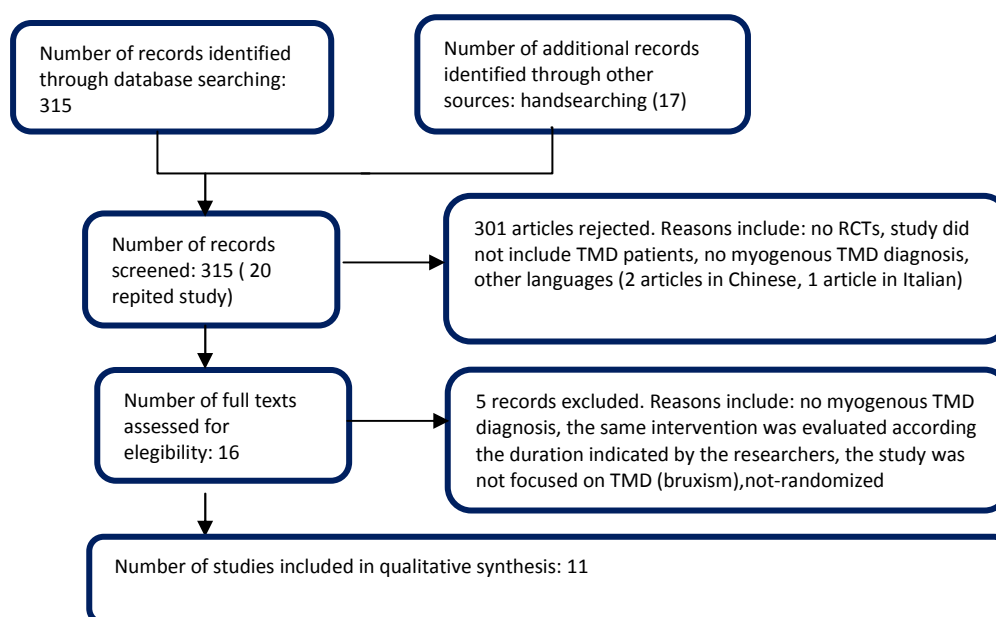 Number of records identified
through database searching:
315
Number of additional records
identified through other
sources: handsearching (17)
Number of records
screened: 315 ( 20
repited study)
301 articles rejected. Reasons include: no RCTs, study did
not include TMD patients, no myogenous TMD diagnosis,
other languages (2 articles in Chinese, 1 article in Italian)
Number of full texts
assessed for
elegibility: 16
5 records excluded. Reasons include: no myogenous TMD
diagnosis, the same intervention was evaluated according
the duration indicated by the researchers, the study was
not focused on TMD (bruxism),not-randomized
Number of studies included in qualitative synthesis: 11